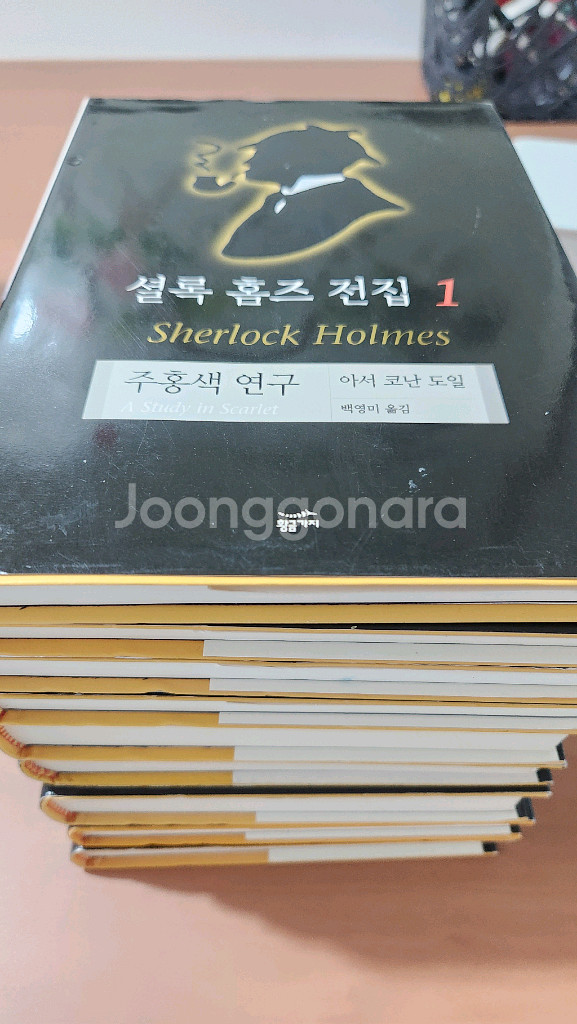 셜록 홈즈 전집 1
Sherlock Holmes
주홍색 연구
A Study in Scarlet
아서 코난 도일
백영미 옮김
Joonggonara
황금가지